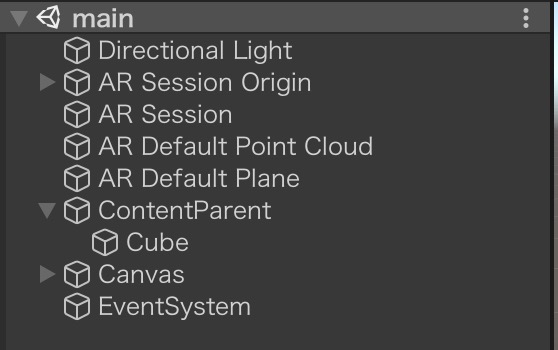 main
Directional Light
AR Session Origin
AR Session
AR Default Point Cloud
AR Default Plane
ContentParent
Cube
Canvas
EventSystem